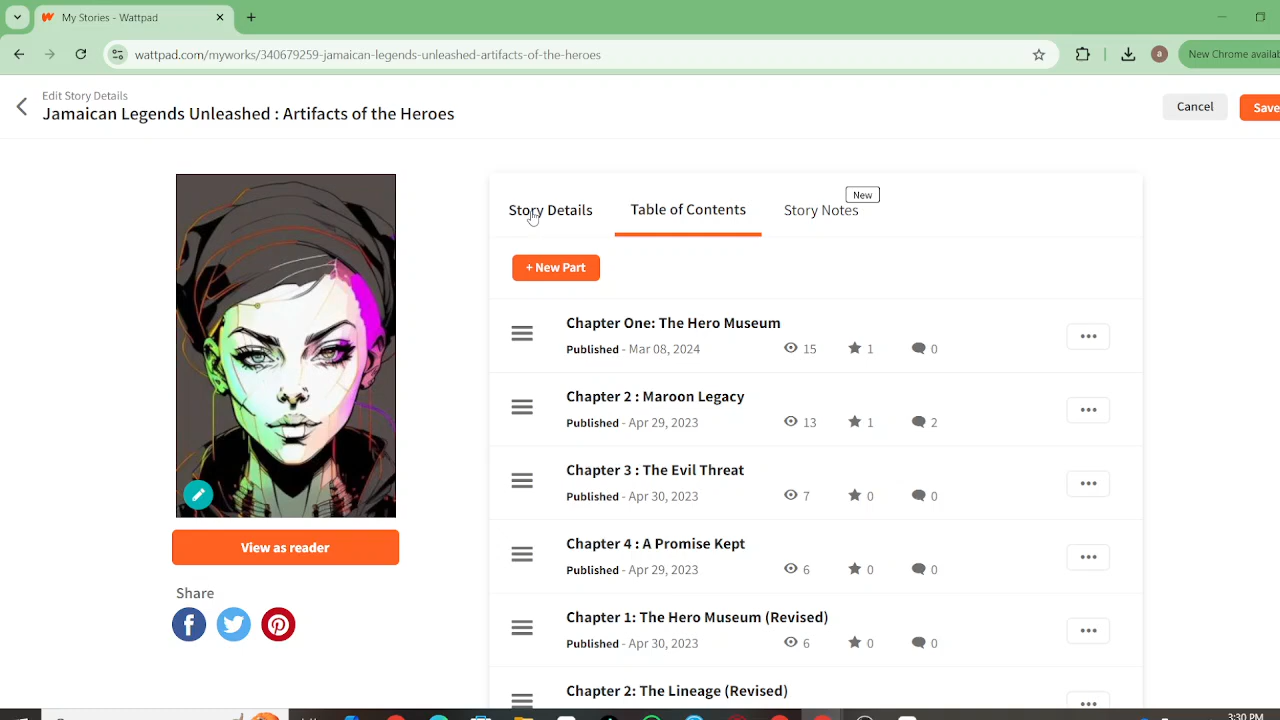 My Stories - Wattpad
wattpad.com/myworks/340679259-jamaican-legends-unleashed-artifacts-of-the-heroes
a
New Chrome availab
Edit Story Details
Jamaican Legends Unleashed : Artifacts of the Heroes
Cancel
Save
New
Story Details
Table of Contents
Story Notes
+ New Part
Chapter One: The Hero Museum
Published - Mar 08, 2024 15 1 0
Chapter 2 : Maroon Legacy
Published - Apr 29, 2023 13 1 2
Chapter 3 : The Evil Threat
Published - Apr 30, 2023 7 0 0
Chapter 4 : A Promise Kept
Published - Apr 29, 2023 6 0 0
Chapter 1: The Hero Museum (Revised)
Published - Apr 30, 2023 6 0 0
Chapter 2: The Lineage (Revised)
View as reader
Share
3:30 PM